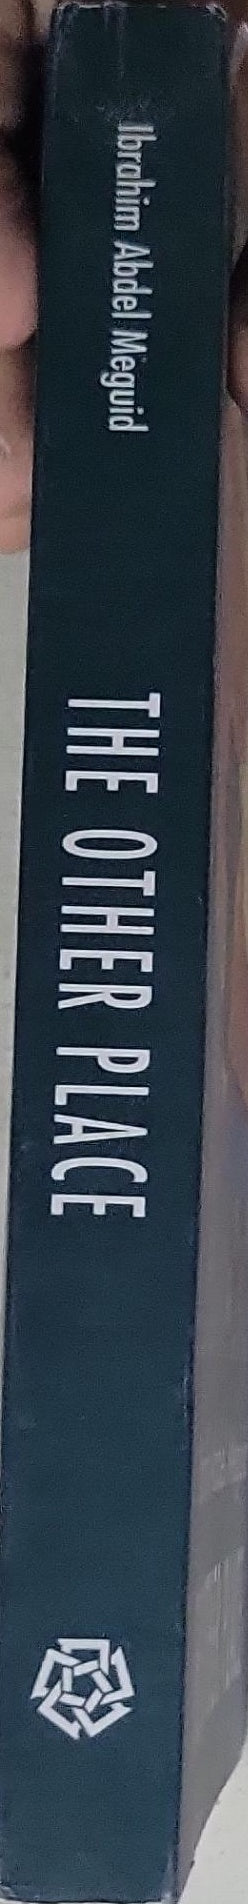 Ibrahim Abdel Meguid
THE OTHER PLACE